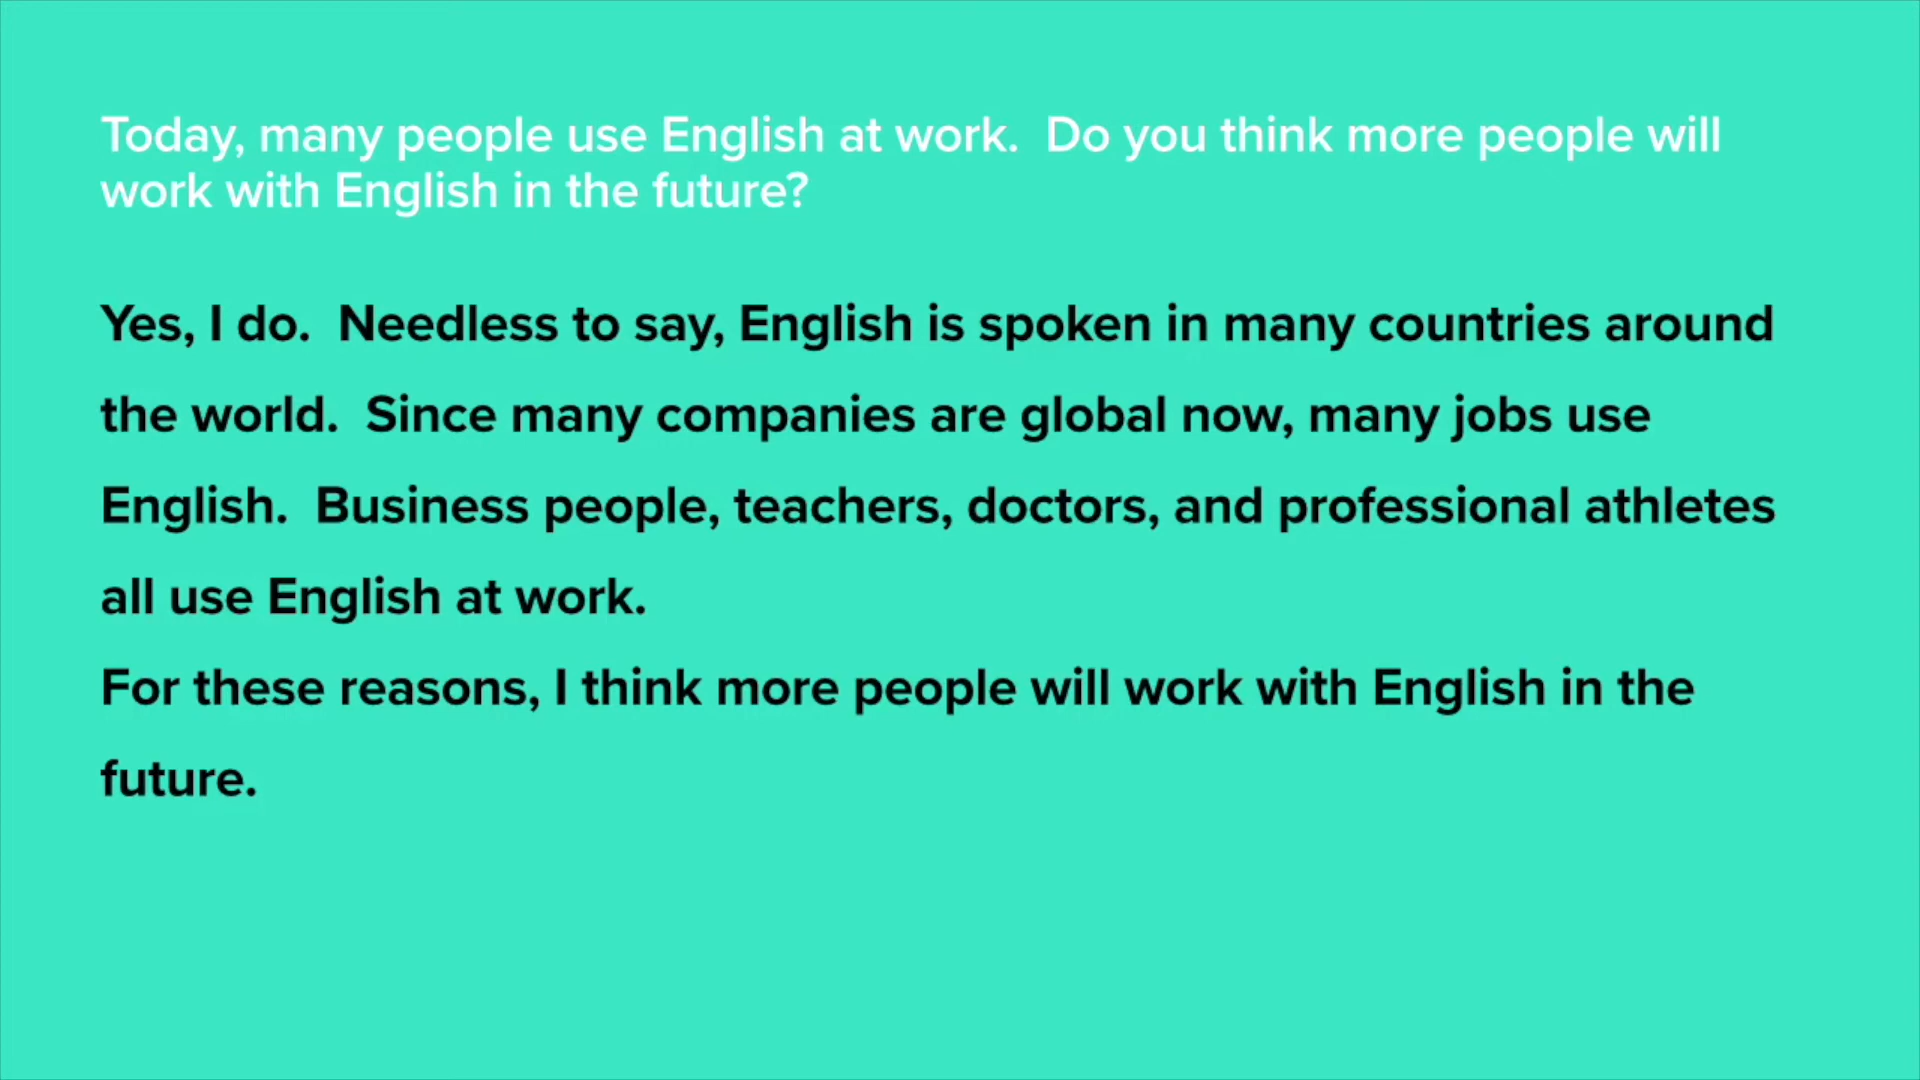 Today, many people use English at work.  Do you think more people will
work with English in the future?
Yes, I do.  Needless to say, English is spoken in many countries around
the world.  Since many companies are global now, many jobs use
English.  Business people, teachers, doctors, and professional athletes
all use English at work.
For these reasons, I think more people will work with English in the
future.